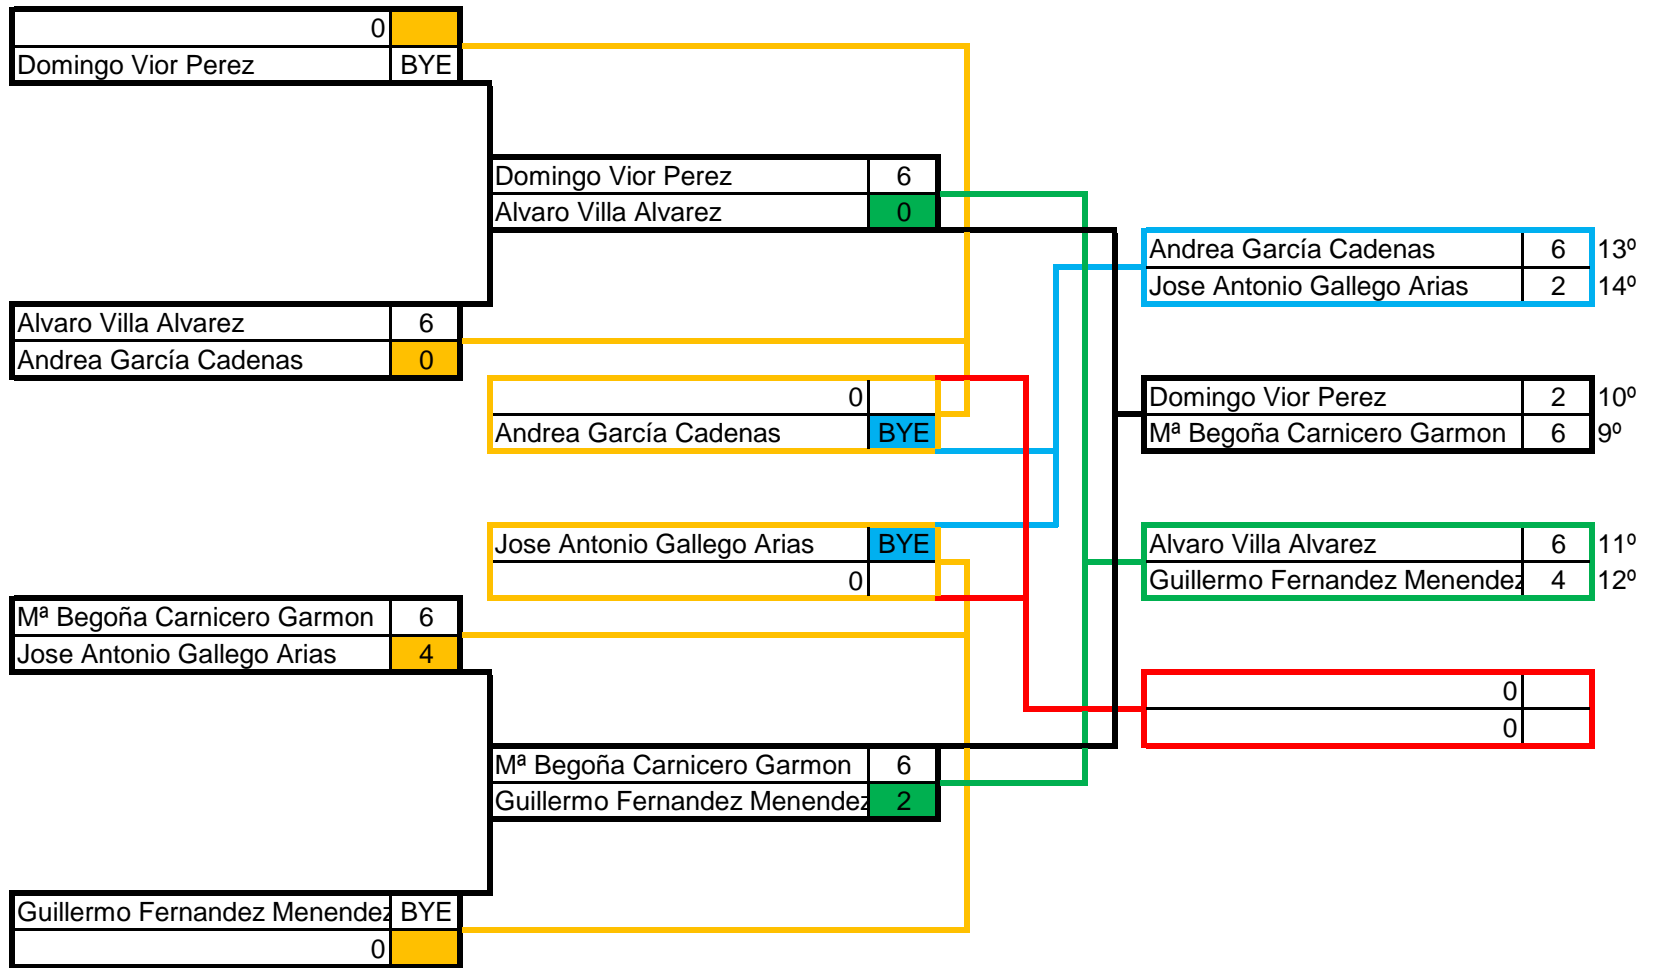 0
Domingo Vior Perez BYE
Domingo Vior Perez 6
Alvaro Villa Alvarez 0
Andrea García Cadenas 6 13º
Jose Antonio Gallego Arias 2 14º
Alvaro Villa Alvarez 6
Andrea García Cadenas 0
0
Andrea García Cadenas BYE
Domingo Vior Perez 2 10º
Mª Begoña Carnicero Garmon 6 9º
Jose Antonio Gallego Arias BYE
0
Alvaro Villa Alvarez 6 11º
Guillermo Fernandez Menendez 4 12º
Mª Begoña Carnicero Garmon 6
Jose Antonio Gallego Arias 4
0
0
Mª Begoña Carnicero Garmon 6
Guillermo Fernandez Menendez 2
Guillermo Fernandez Menendez BYE
0